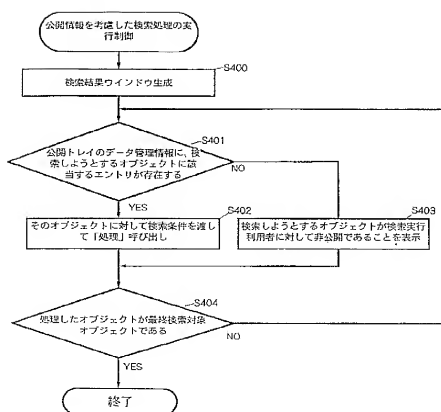 公開情報を考慮した検索処理の実
行制御
S400
検索結果ウインドウ生成
S401
公開トレイのデータ管理情報に、検
索しようとするオブジェクトに該
当するエントリが存在する
NO
YES
S402
そのオブジェクトに対して検索条件を渡し
て「処理」呼び出し
S403
検索しようとするオブジェクトが検索実行
利用者に対して非公開であることを表示
S404
処理したオブジェクトが最終検索対象
オブジェクトである
NO
YES
終了